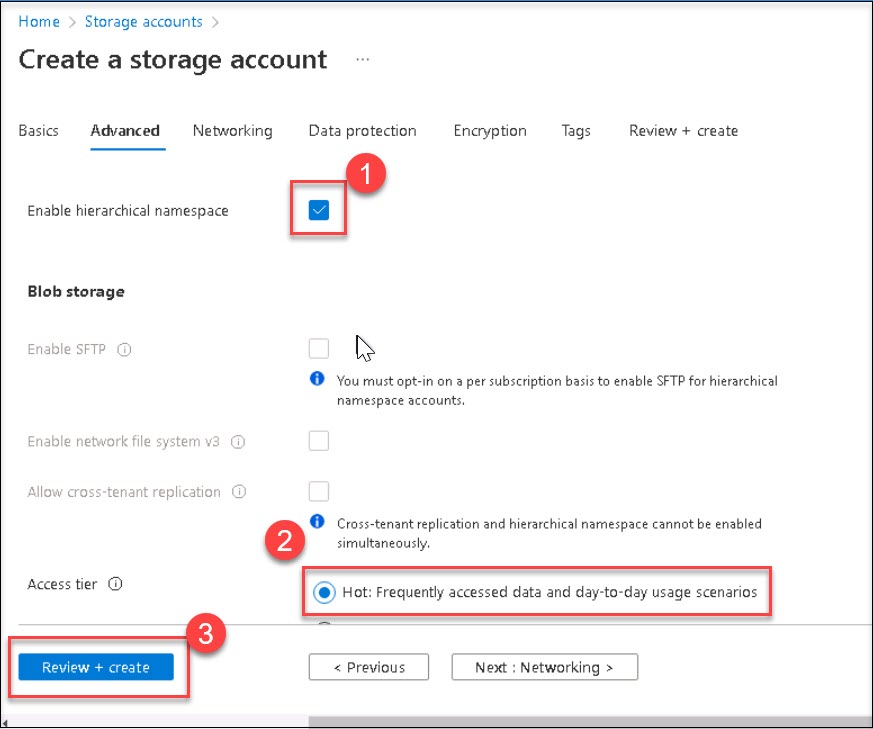 Home > Storage accounts >
Create a storage account ...
Basics Advanced Networking Data protection Encryption Tags Review + create
1
Enable hierarchical namespace
Blob storage
Enable SFTP
You must opt-in on a per subscription basis to enable SFTP for hierarchical
namespace accounts.
Enable network file system v3
Allow cross-tenant replication
Cross-tenant replication and hierarchical namespace cannot be enabled
simultaneously.
2
Access tier
Hot: Frequently accessed data and day-to-day usage scenarios
3
Review + create < Previous Next : Networking >